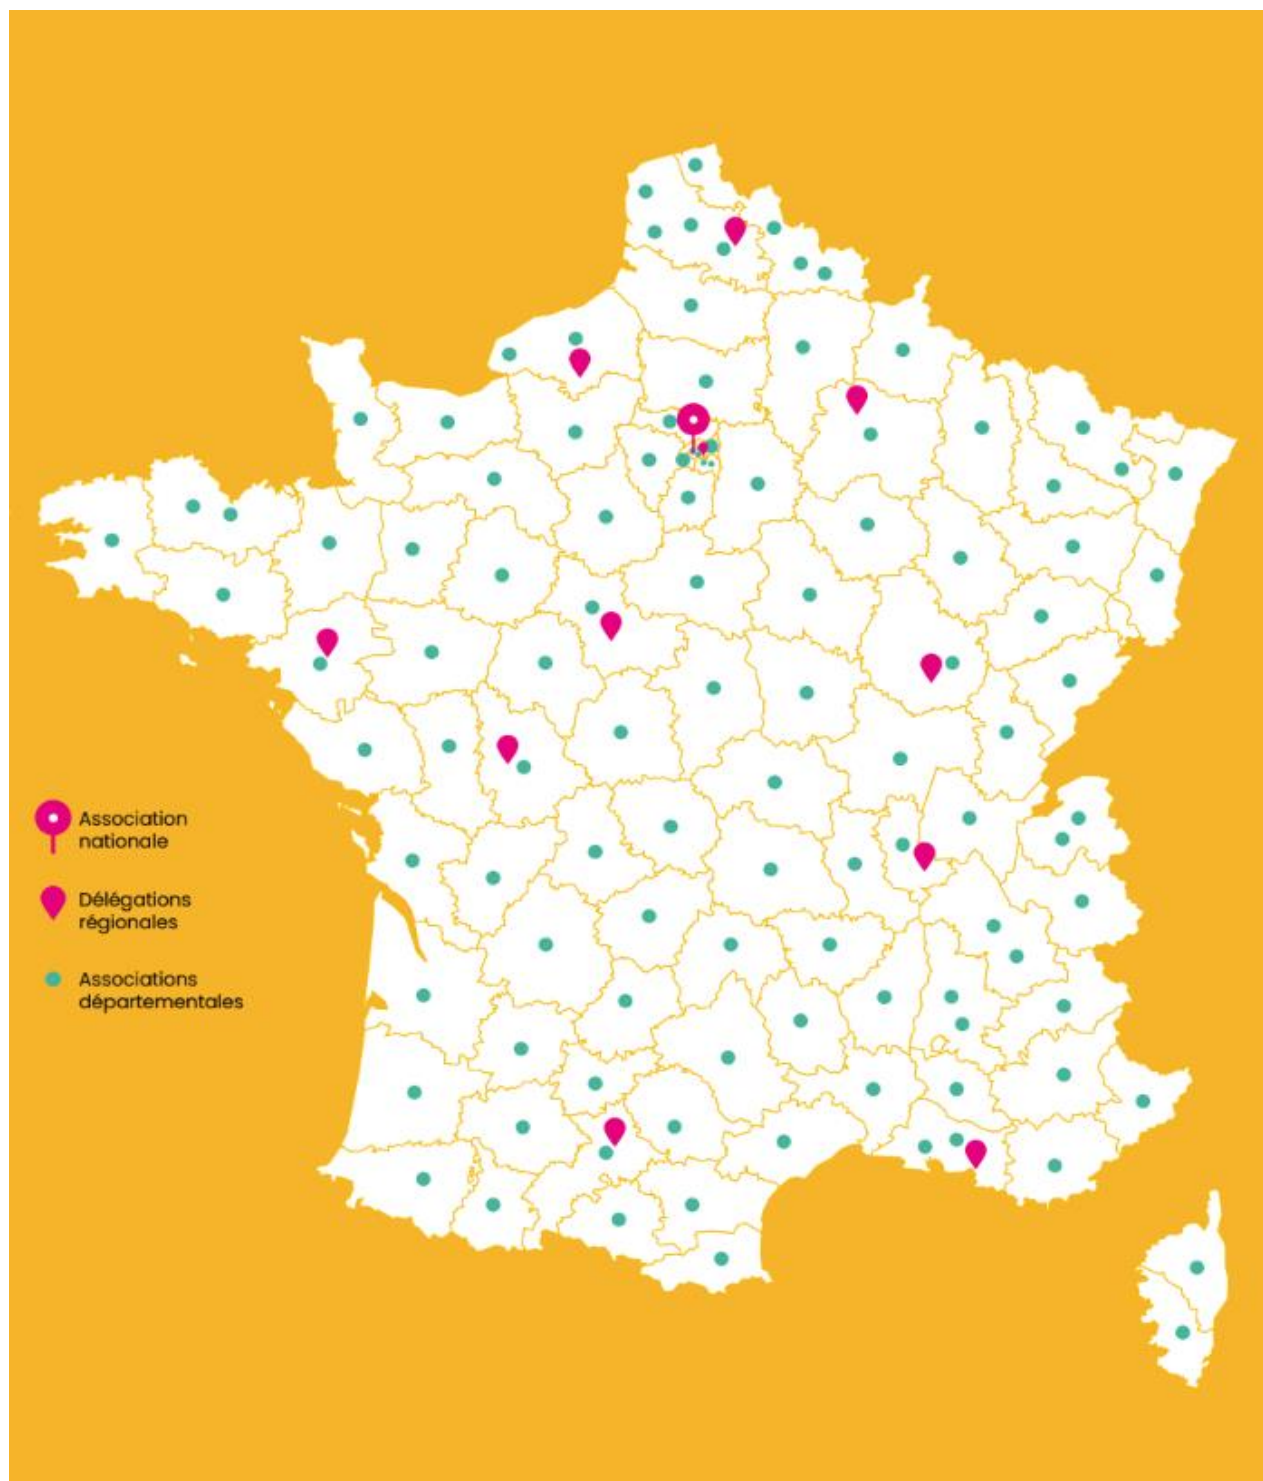 Association
nationale
Délégations
régionales
Associations
départementales